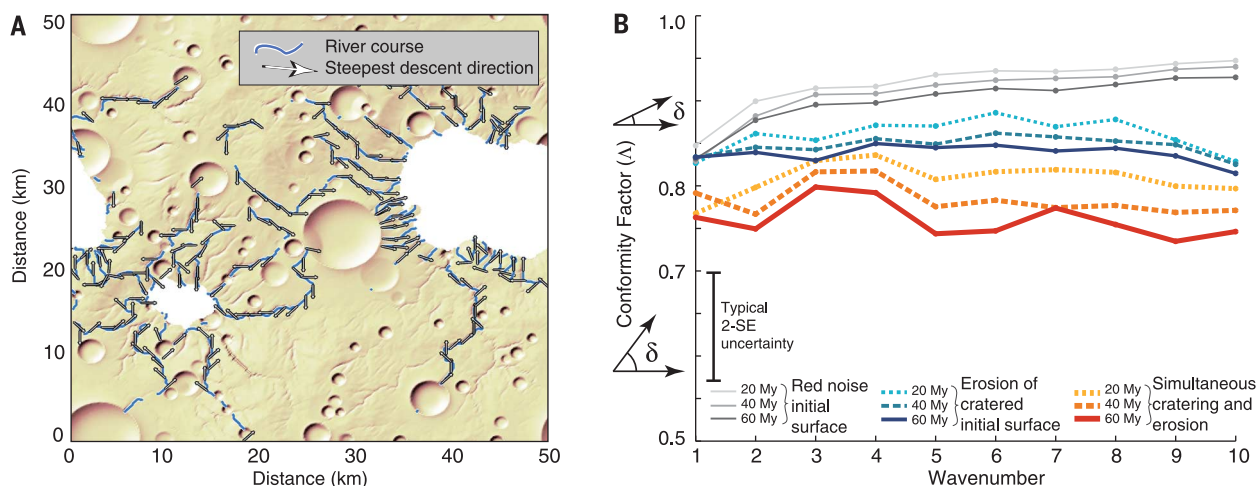 A
50
40
30
20
10
0
Distance (km)
River course
Steepest descent direction
0 10 20 30 40 50
Distance (km)
B
1.0
0.9
0.8
0.7
0.5
Conformity Factor (Λ)
δ
δ
Typical
2-SE
uncertainty
20 My
40 My
60 My
Red noise
initial
surface
20 My
40 My
60 My
Erosion of
cratered
initial surface
20 My
40 My
60 My
Simultaneous
cratering and
erosion
1 2 3 4 5 6 7 8 9 10
Wavenumber